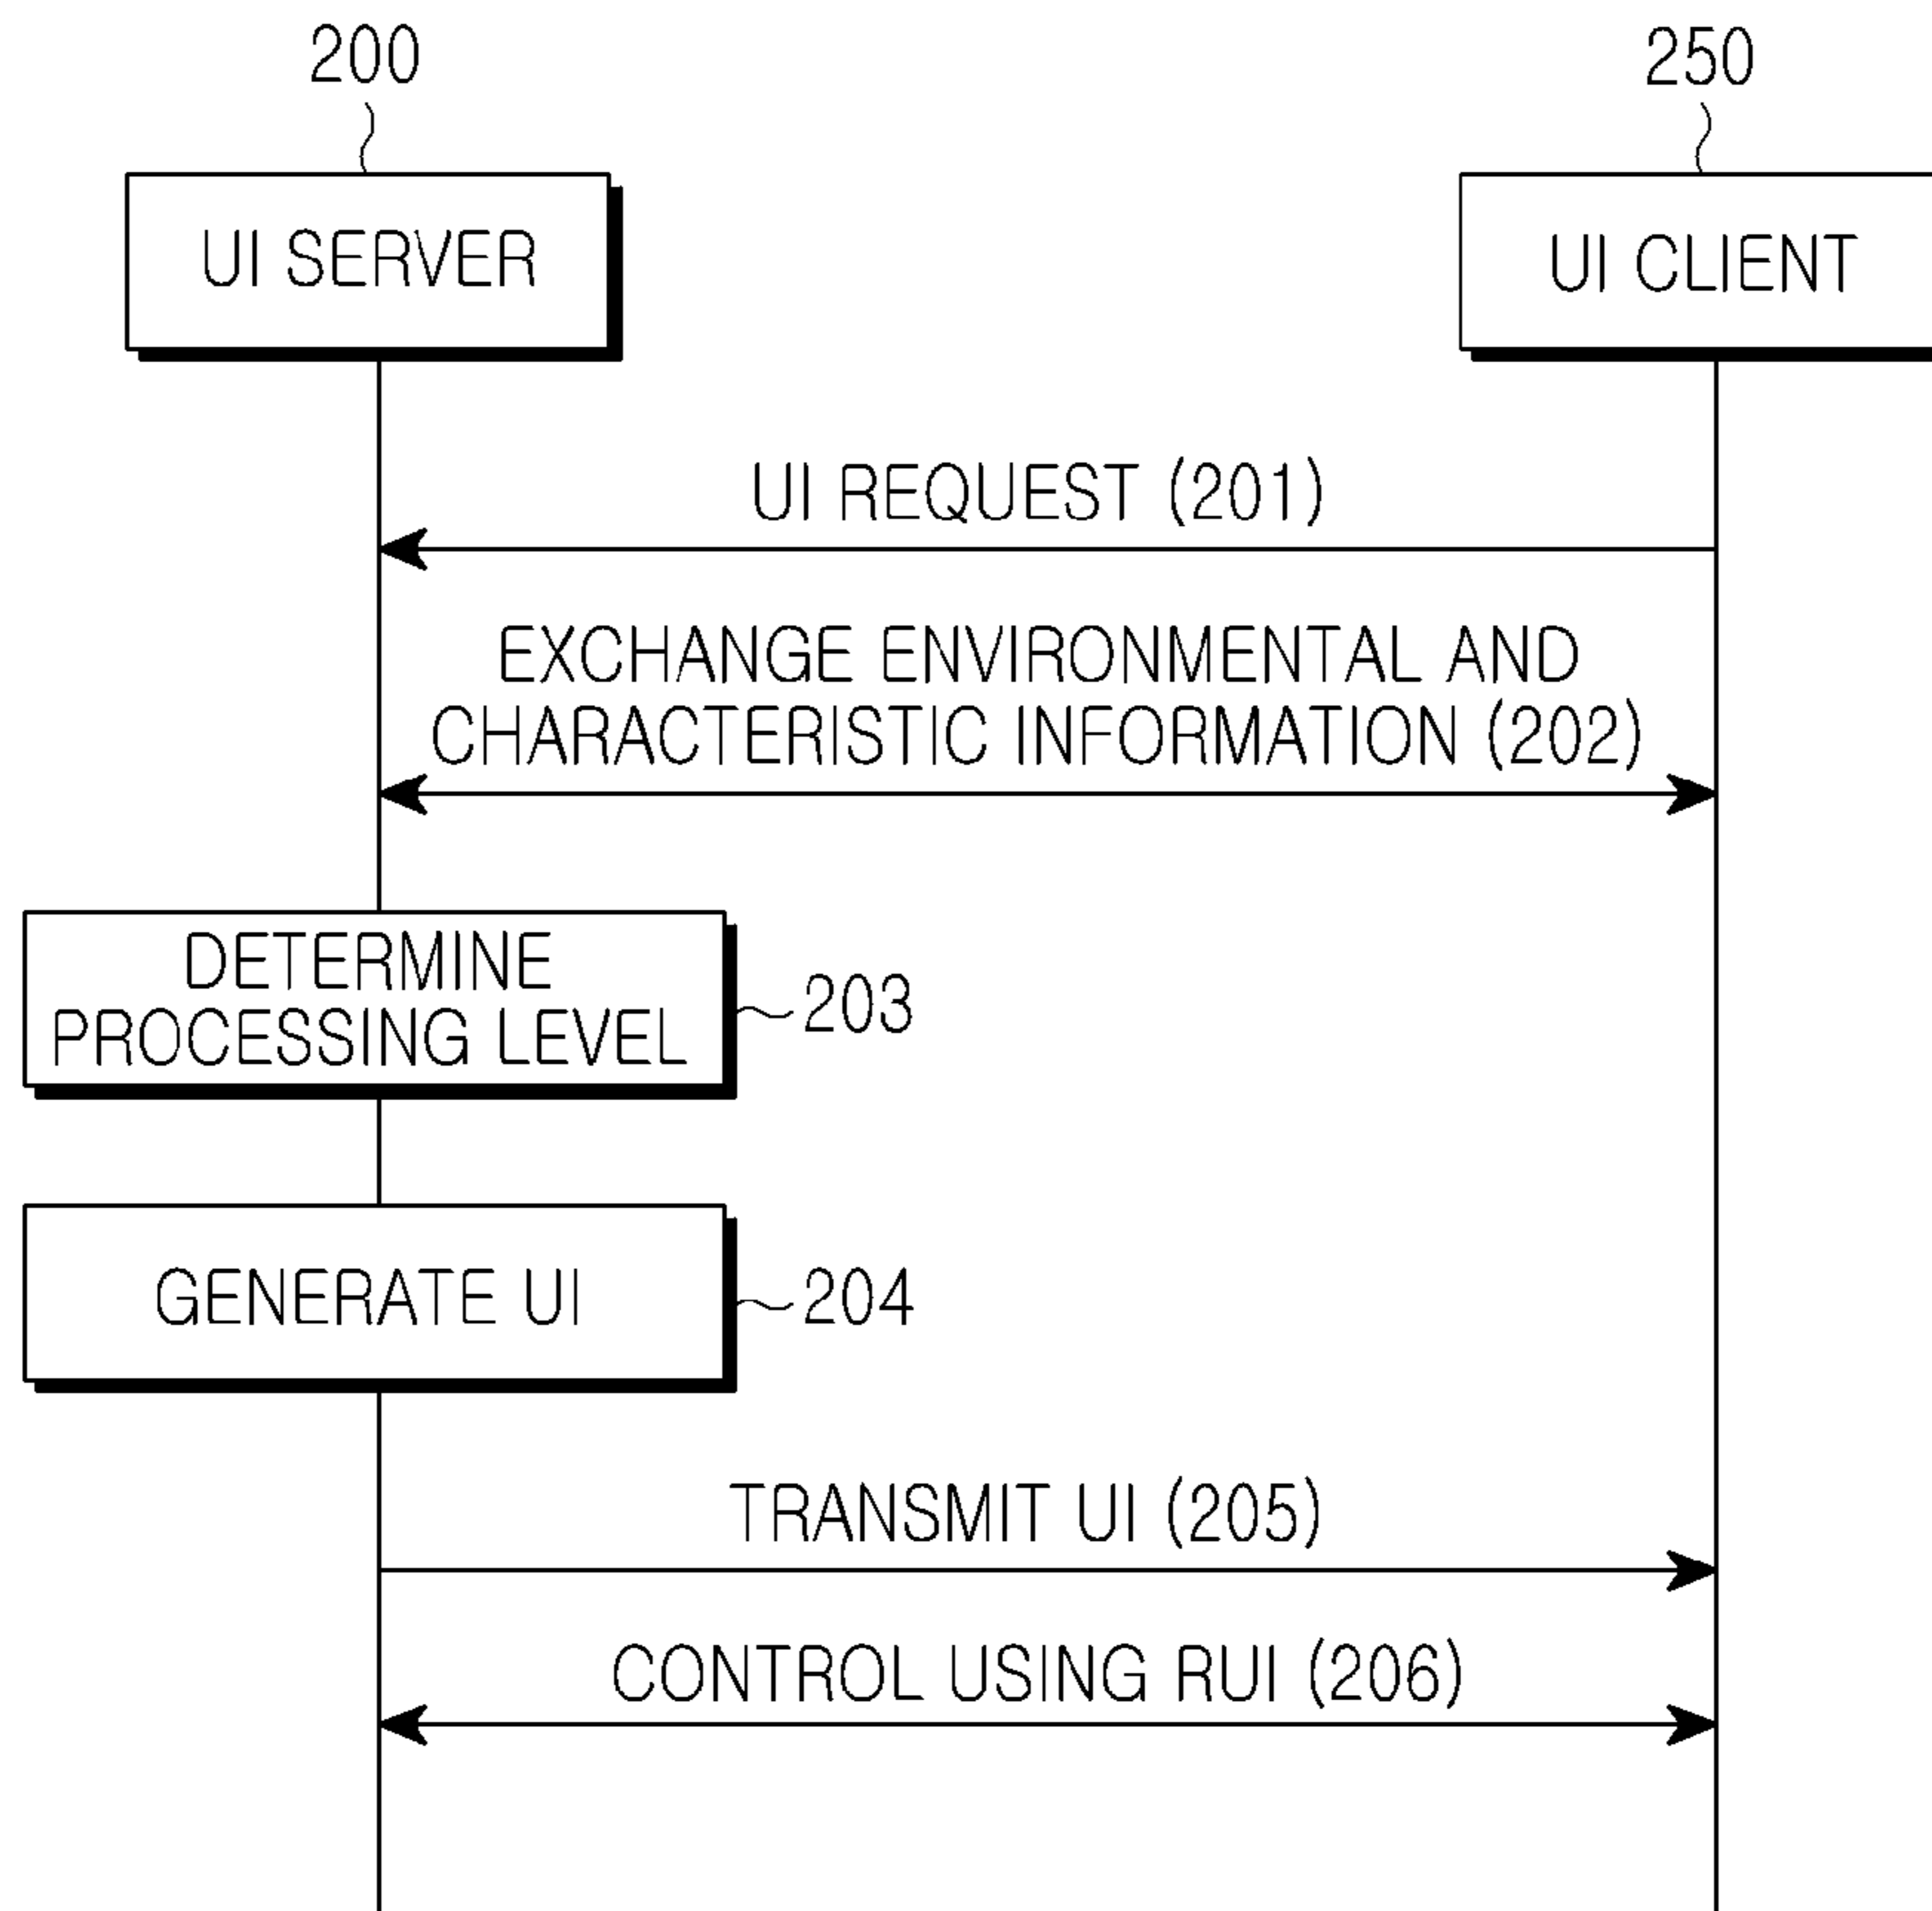 200
250
UI SERVER
UI CLIENT
UI REQUEST (201)
EXCHANGE ENVIRONMENTAL AND
CHARACTERISTIC INFORMATION (202)
DETERMINE
PROCESSING LEVEL
203
GENERATE UI
204
TRANSMIT UI (205)
CONTROL USING RUI (206)